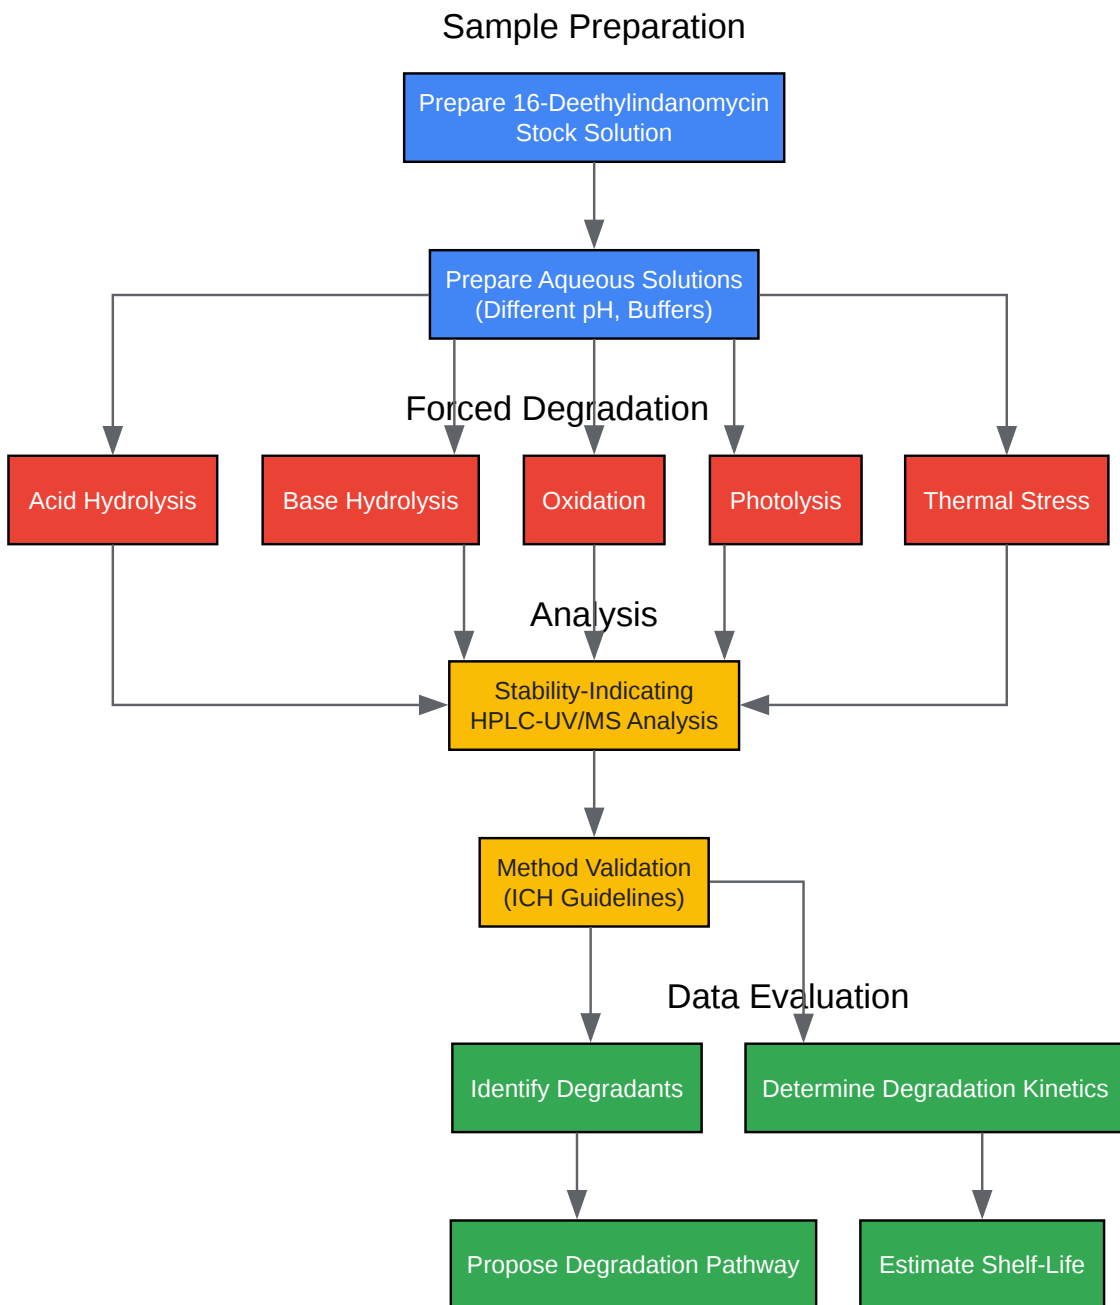 Sample Preparation
Prepare 16-Deethylindanomycin
Stock Solution
Prepare Aqueous Solutions
(Different pH, Buffers)
Forced Degradation
Acid Hydrolysis
Base Hydrolysis
Oxidation
Photolysis
Thermal Stress
Analysis
Stability-Indicating
HPLC-UV/MS Analysis
Method Validation
(ICH Guidelines)
Data Evaluation
Identify Degradants
Determine Degradation Kinetics
Propose Degradation Pathway
Estimate Shelf-Life